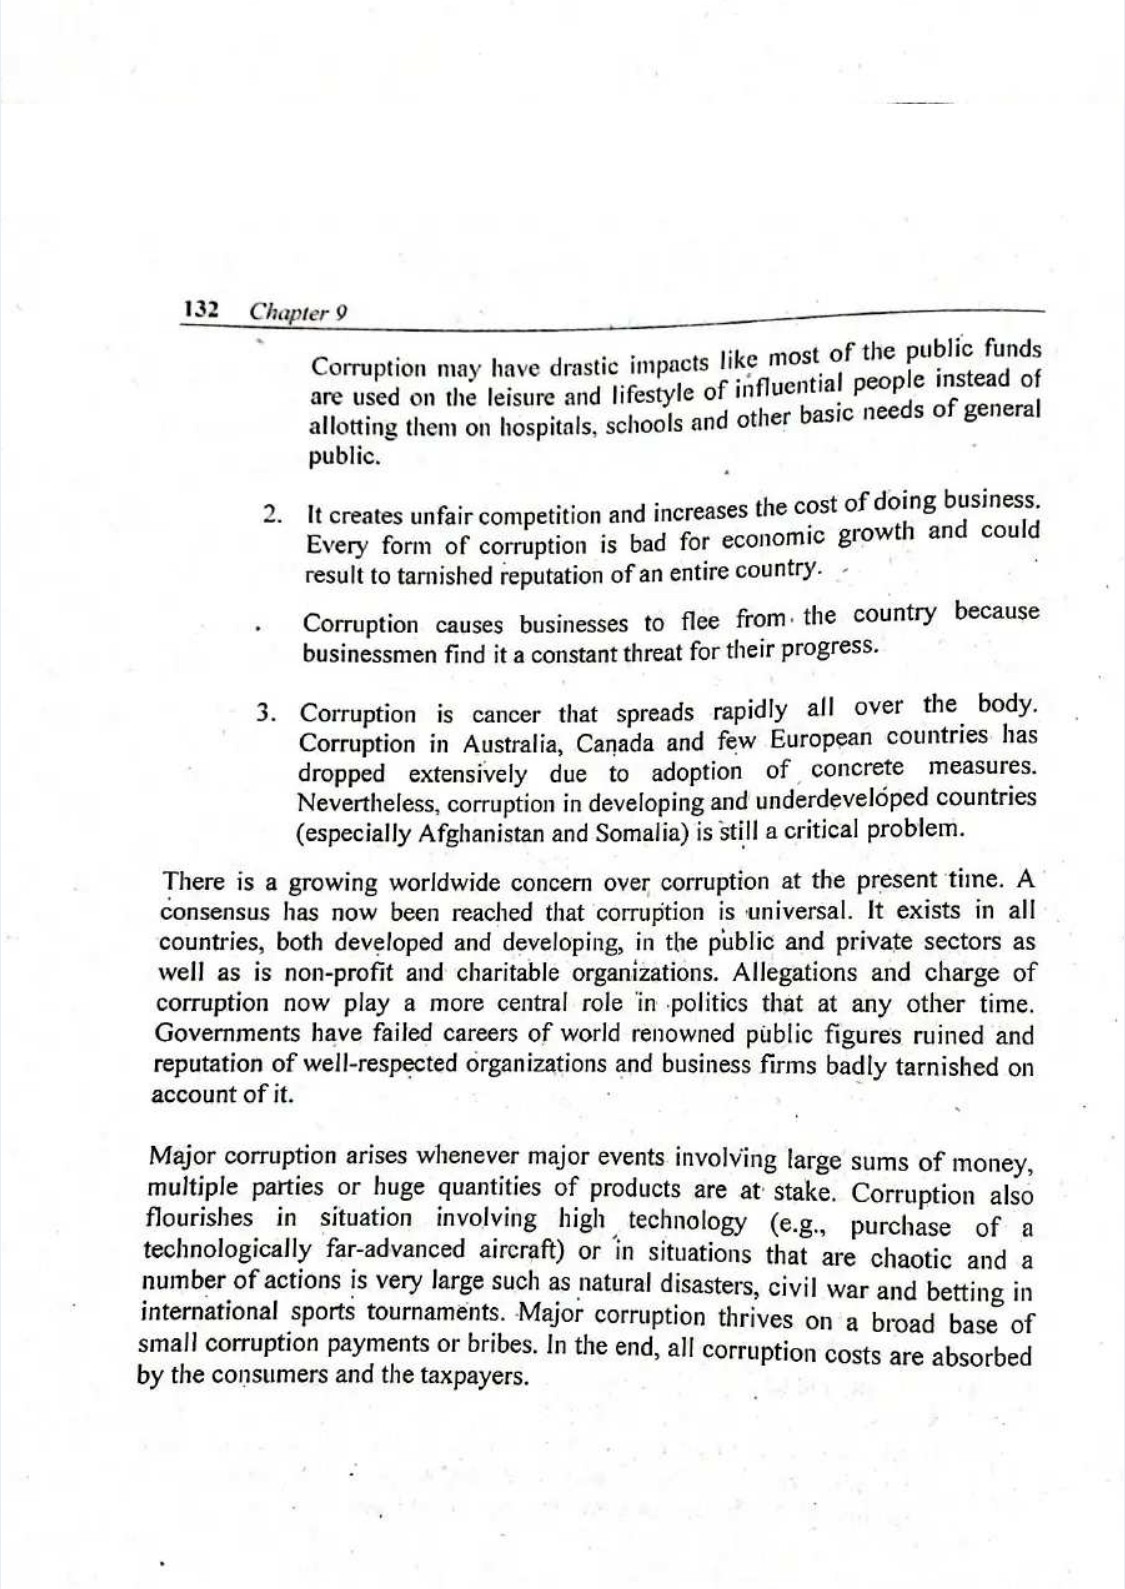 132 Chapter 9
Corruption may have drastic impacts like most of the public funds
are used on the leisure and lifestyle of influential people instead of
allotting them on hospitals, schools and other basic needs of general
public.
2. It creates unfair competition and increases the cost of doing business.
Every form of corruption is bad for economic growth and could
result to tarnished reputation of an entire country.
Corruption causes businesses to flee from the country because
businessmen find it a constant threat for their progress.
3. Corruption is cancer that spreads rapidly all over the body.
Corruption in Australia, Canada and few European countries has
dropped extensively due to adoption of concrete measures.
Nevertheless, corruption in developing and underdeveloped countries
(especially Afghanistan and Somalia) is still a critical problem.
There is a growing worldwide concern over corruption at the present time. A
consensus has now been reached that corruption is universal. It exists in all
countries, both developed and developing, in the public and private sectors as
well as is non-profit and charitable organizations. Allegations and charge of
corruption now play a more central role in politics that at any other time.
Governments have failed careers of world renowned public figures ruined and
reputation of well-respected organizations and business firms badly tarnished on
account of it.
Major corruption arises whenever major events involving large sums of money,
multiple parties or huge quantities of products are at stake. Corruption also
flourishes in situation involving high technology (e.g., purchase of a
technologically far-advanced aircraft) or in situations that are chaotic and a
number of actions is very large such as natural disasters, civil war and betting in
international sports tournaments. Major corruption thrives on a broad base of
small corruption payments or bribes. In the end, all corruption costs are absorbed
by the consumers and the taxpayers.